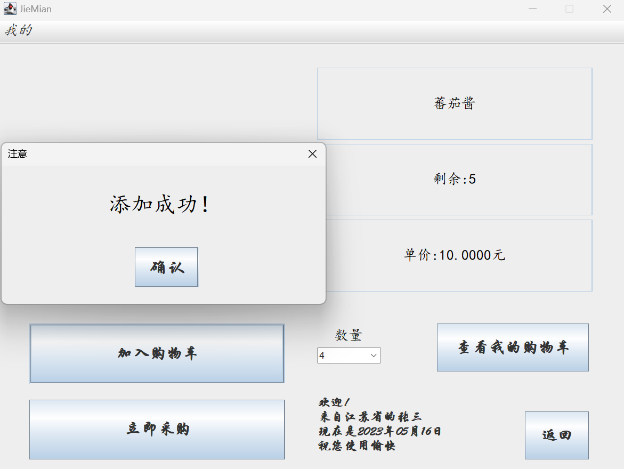 JieMian
我的
蕃茄酱
注意
添加成功！
确认
剩余:5
单价:10.0000元
加入购物车
数量
4
查看我的购物车
立即采购
欢迎！
来自江苏省的张三
现在是2023年05月16日
祝您使用愉快
返回